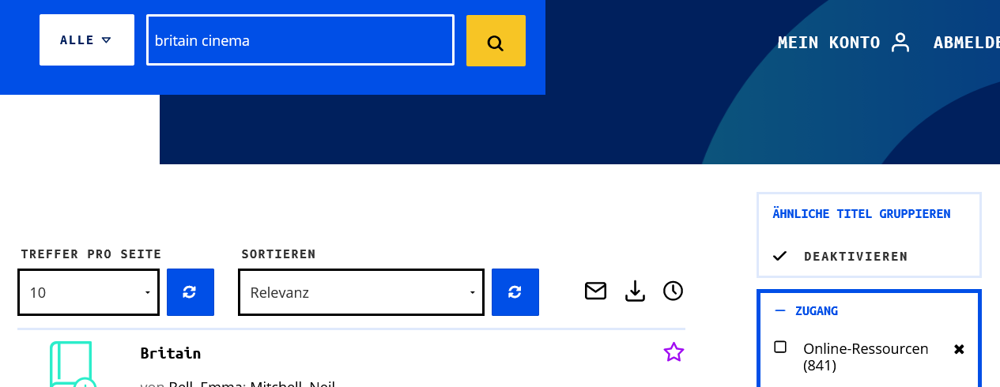 ALLE
britain cinema
MEIN KONTO
ABMELDE
ÄHNLICHE TITEL GRUPPIEREN
DEAKTIVIEREN
TREFFER PRO SEITE
SORTIEREN
10
Relevanz
ZUGANG
Online-Ressourcen
(841)
Britain
von Bell, Emma; Mitchell, Neil